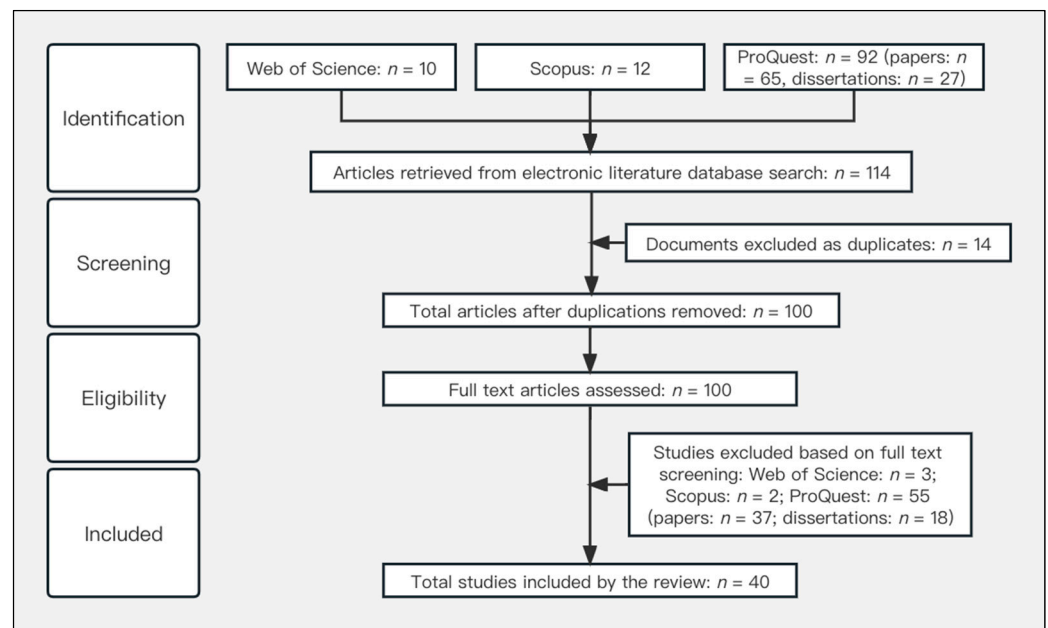 Identification
Web of Science: n = 10
Scopus: n = 12
ProQuest: n = 92 (papers: n
= 65, dissertations: n = 27)
Articles retrieved from electronic literature database search: n = 114
Screening
Documents excluded as duplicates: n = 14
Total articles after duplications removed: n = 100
Eligibility
Full text articles assessed: n = 100
Included
Studies excluded based on full text
screening: Web of Science: n = 3;
Scopus: n = 2; ProQuest: n = 55
(papers: n = 37; dissertations: n = 18)
Total studies included by the review: n = 40